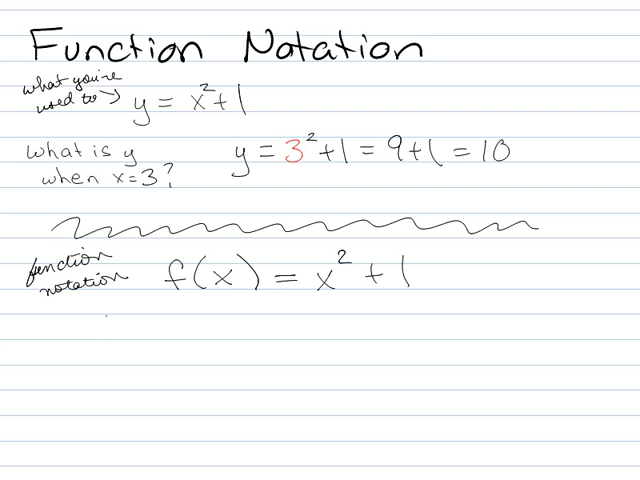 Function Notation
what you're
used to → y = x² + 1
What is y
when x=3?
y = 3² + 1 = 9 + 1 = 10
function
notation
f(x) = x² + 1